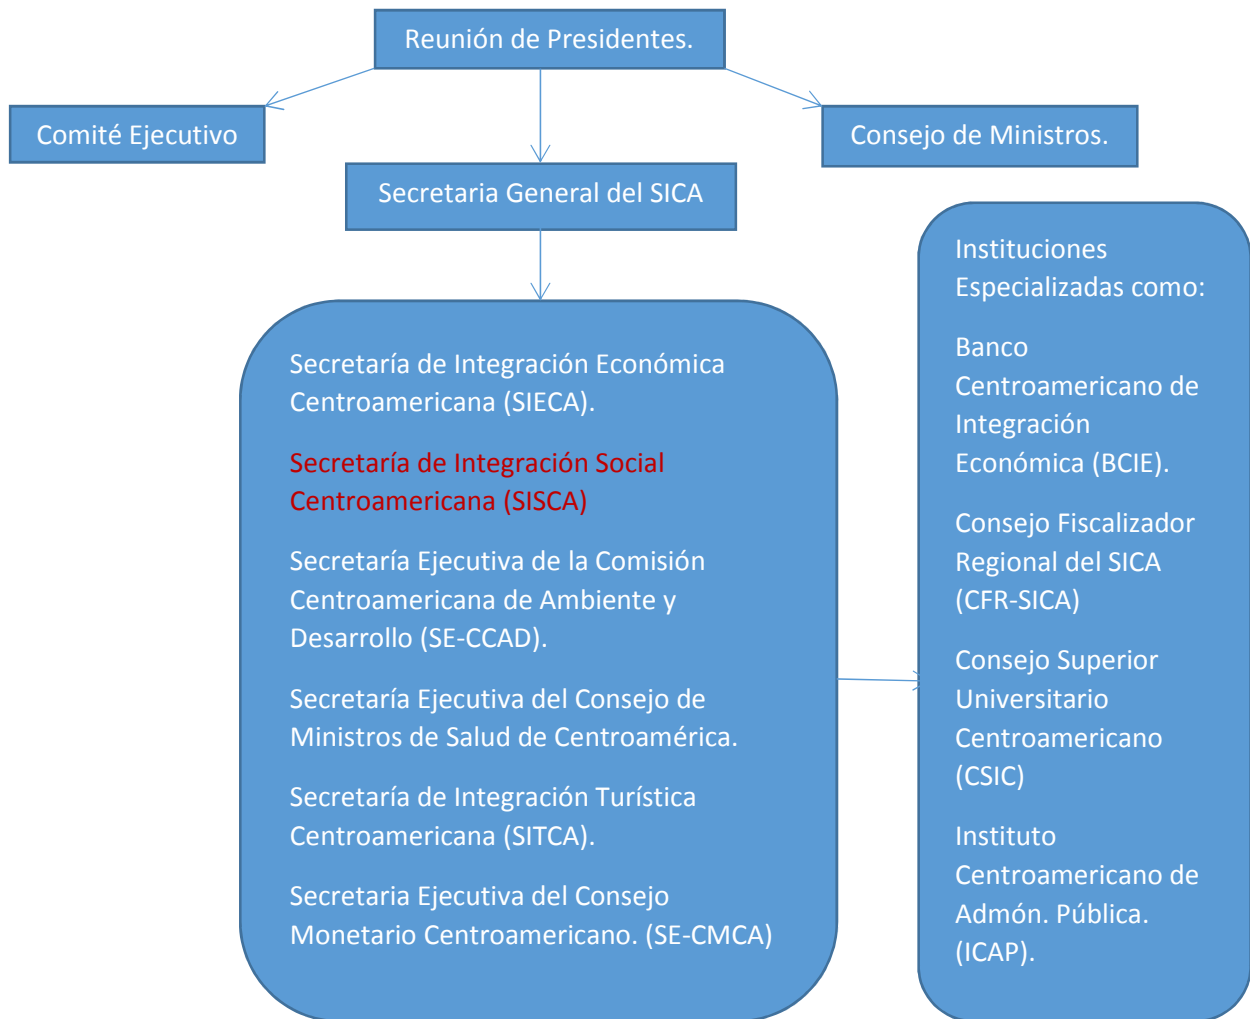 Reunión de Presidentes.
Comité Ejecutivo
Consejo de Ministros.
Secretaria General del SICA
Secretaría de Integración Económica
Centroamericana (SIECA).
Secretaría de Integración Social
Centroamericana (SISCA)
Secretaría Ejecutiva de la Comisión
Centroamericana de Ambiente y
Desarrollo (SE-CCAD).
Secretaría Ejecutiva del Consejo de
Ministros de Salud de Centroamérica.
Secretaría de Integración Turística
Centroamericana (SITCA).
Secretaria Ejecutiva del Consejo
Monetario Centroamericano. (SE-CMCA)
Instituciones
Especializadas como:
Banco
Centroamericano de
Integración
Económica (BCIE).
Consejo Fiscalizador
Regional del SICA
(CFR-SICA)
Consejo Superior
Universitario
Centroamericano
(CSIC)
Instituto
Centroamericano de
Admón. Pública.
(ICAP).